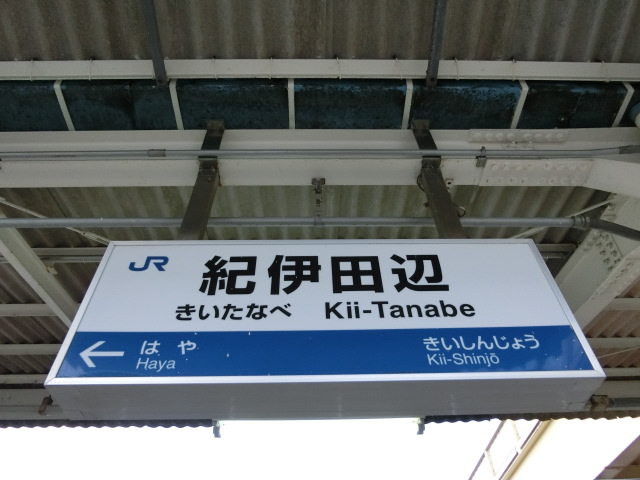 JR 紀伊田辺
きいたなべ Kii-Tanabe
← はや きいしんじょう
Haya Kii-Shinjō